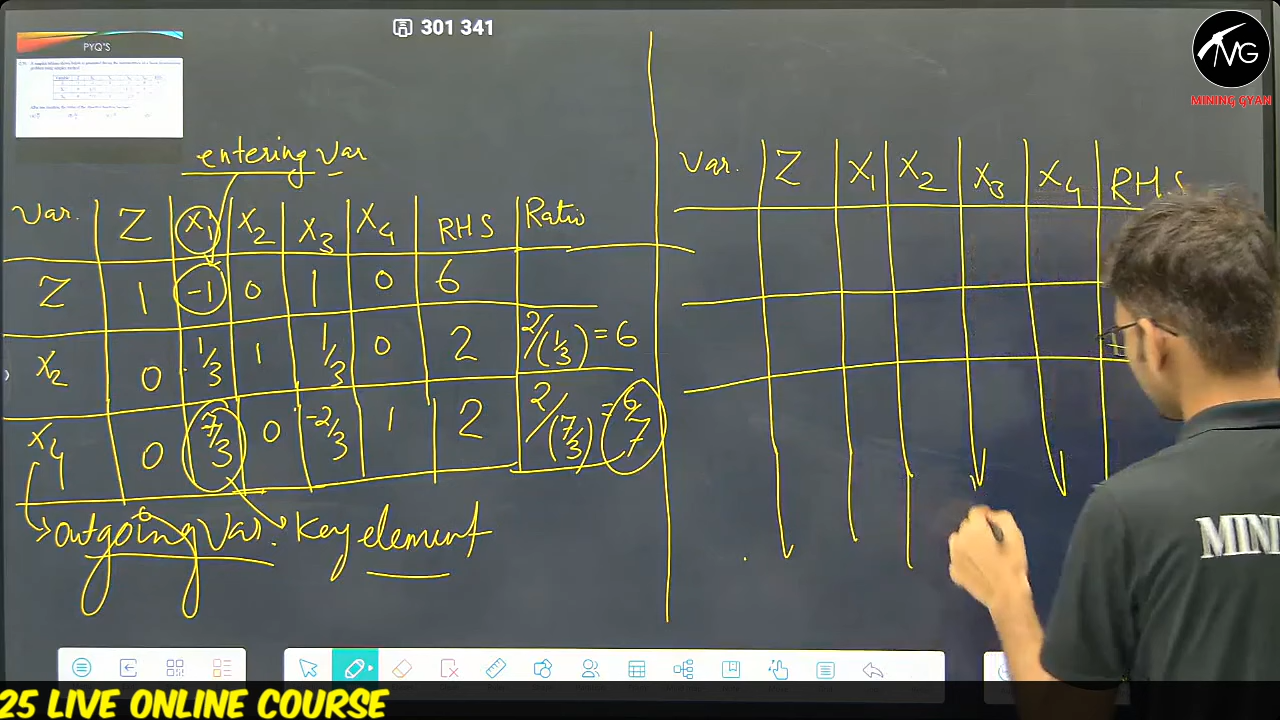 301 341
PYQ'S
MG
MINING GYAN
entering var
Var. Z X1 X2 X3 X4 RHS Ratio
Z 1 -1 0 1 0 6
X2 0 1/3 1 1/3 0 2 2/(1/3) = 6
X4 0 7/3 0 -2/3 1 2 2/(7/3) = 6/7
Outgoing Var. Key element
Var. Z X1 X2 X3 X4 RHS
MINI
25 LIVE ONLINE COURSE